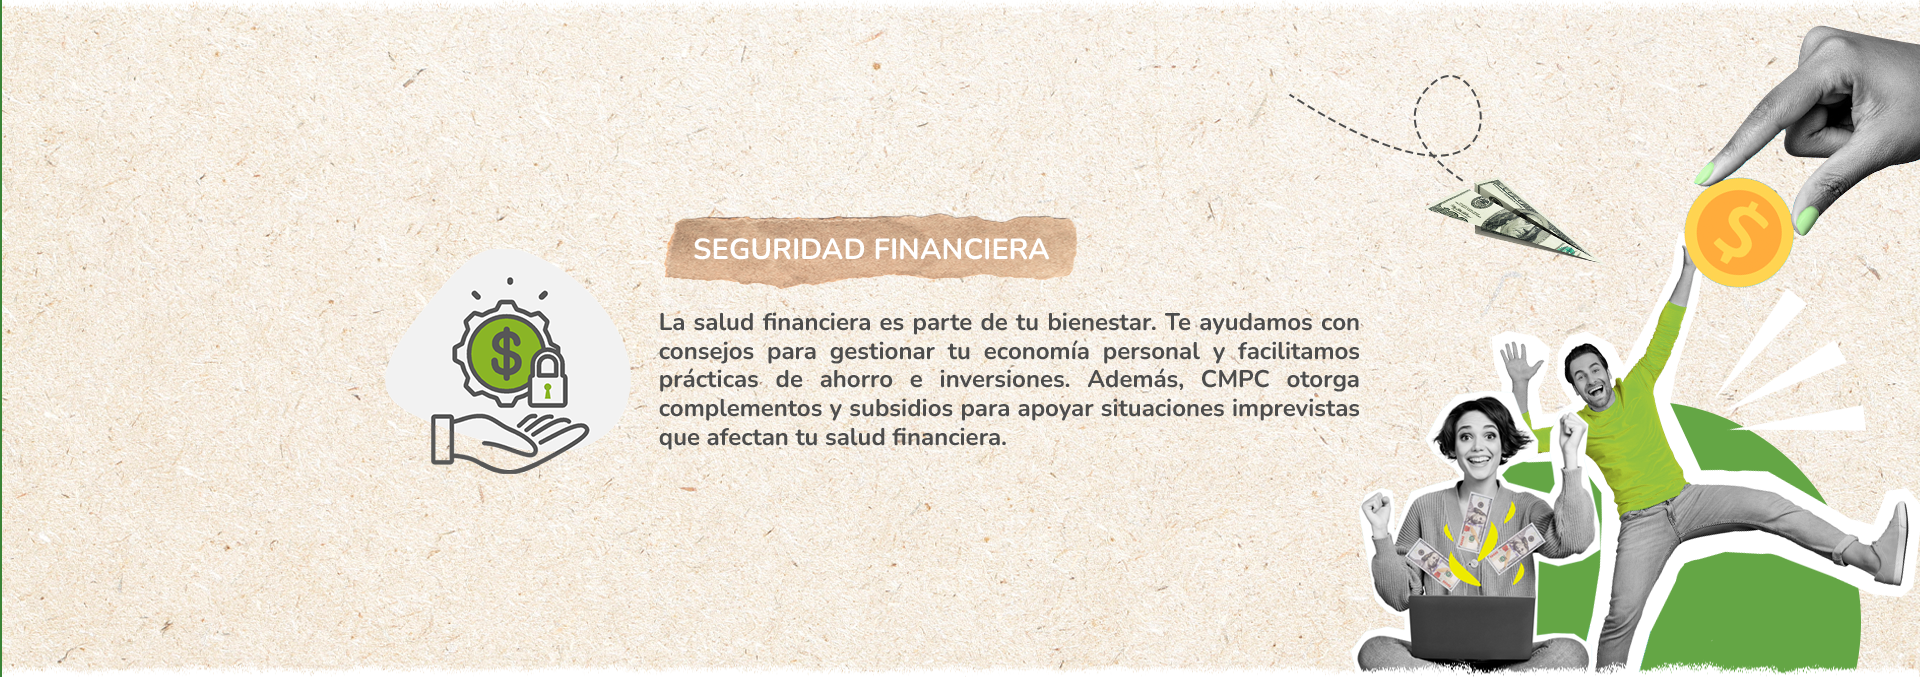 SEGURIDAD FINANCIERA
La salud financiera es parte de tu bienestar. Te ayudamos con
consejos para gestionar tu economía personal y facilitamos
prácticas de ahorro e inversiones. Además, CMPC otorga
complementos y subsidios para apoyar situaciones imprevistas
que afectan tu salud financiera.